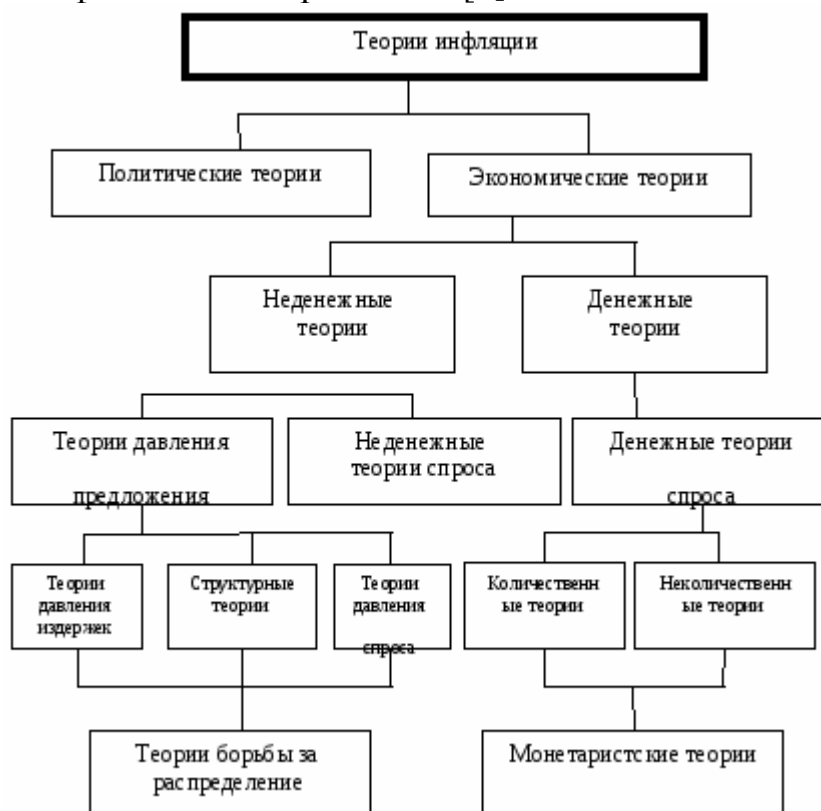 Теории инфляции
Политические теории
Экономические теории
Неденежные
теории
Денежные
теории
Теории давления
предложения
Неденежные
теории спроса
Денежные теории
спроса
Теории
давления
издержек
Структурные
теории
Теории
давления
спроса
Количественн
ые теории
Неколичественн
ые теории
Теории борьбы за
распределение
Монетаристские теории